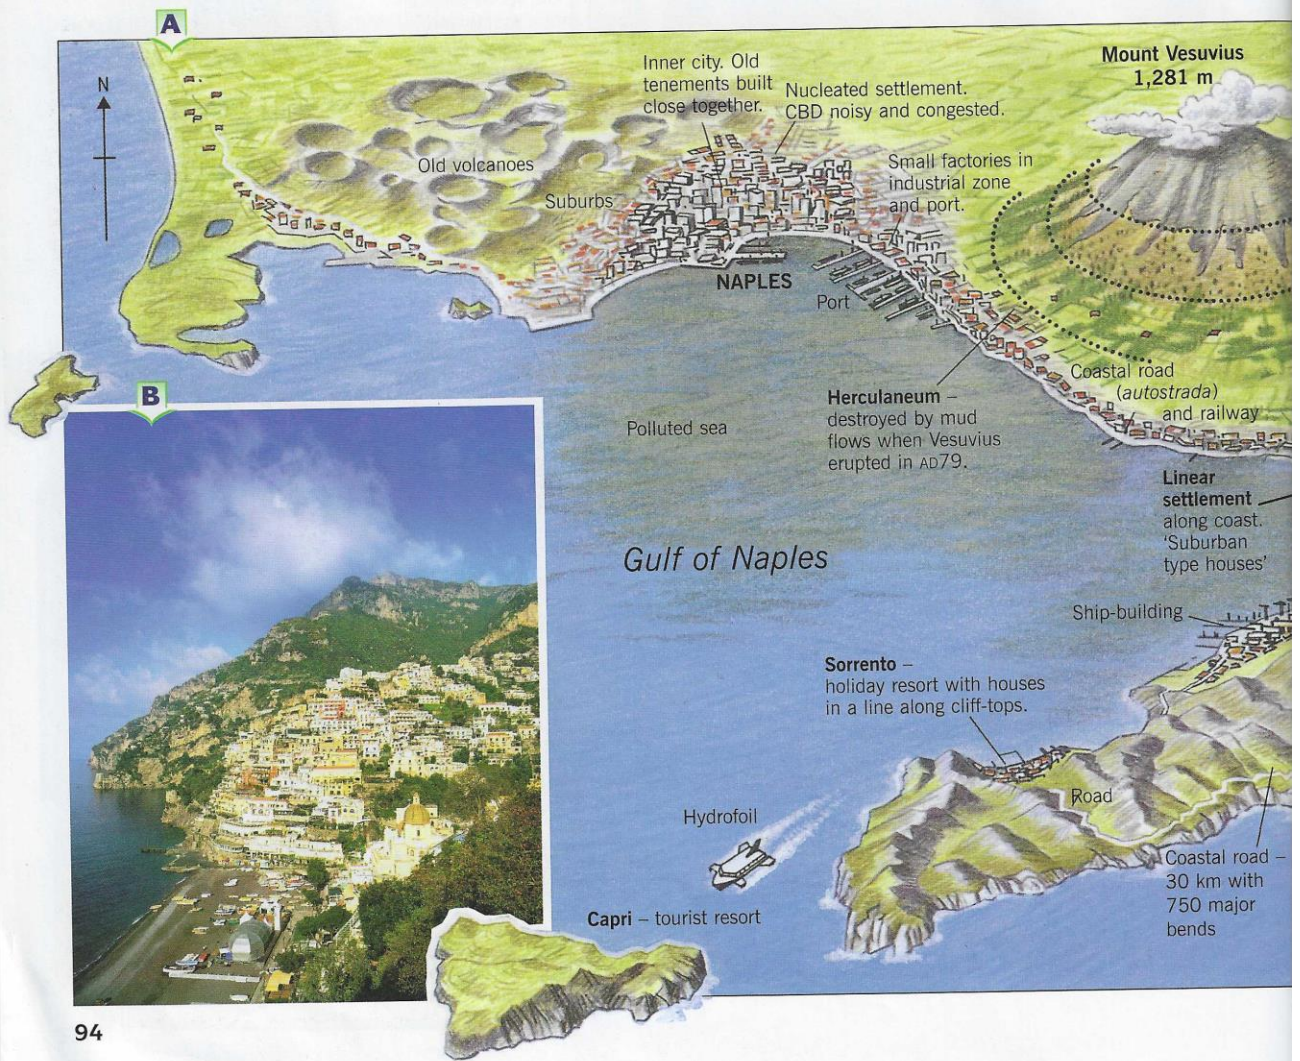 A
N
Inner city. Old
tenements built
close together.
Nucleated settlement.
CBD noisy and congested.
Mount Vesuvius
1,281 m
Old volcanoes
Suburbs
Small factories in
industrial zone
and port.
NAPLES
Port
B
Polluted sea
Herculaneum –
destroyed by mud
flows when Vesuvius
erupted in AD79.
Coastal road
(autostrada)
and railway
Linear
settlement
along coast.
'Suburban
type houses'
Gulf of Naples
Ship-building
Sorrento –
holiday resort with houses
in a line along cliff-tops.
Road
Hydrofoil
Coastal road –
30 km with
750 major
bends
Capri – tourist resort
94